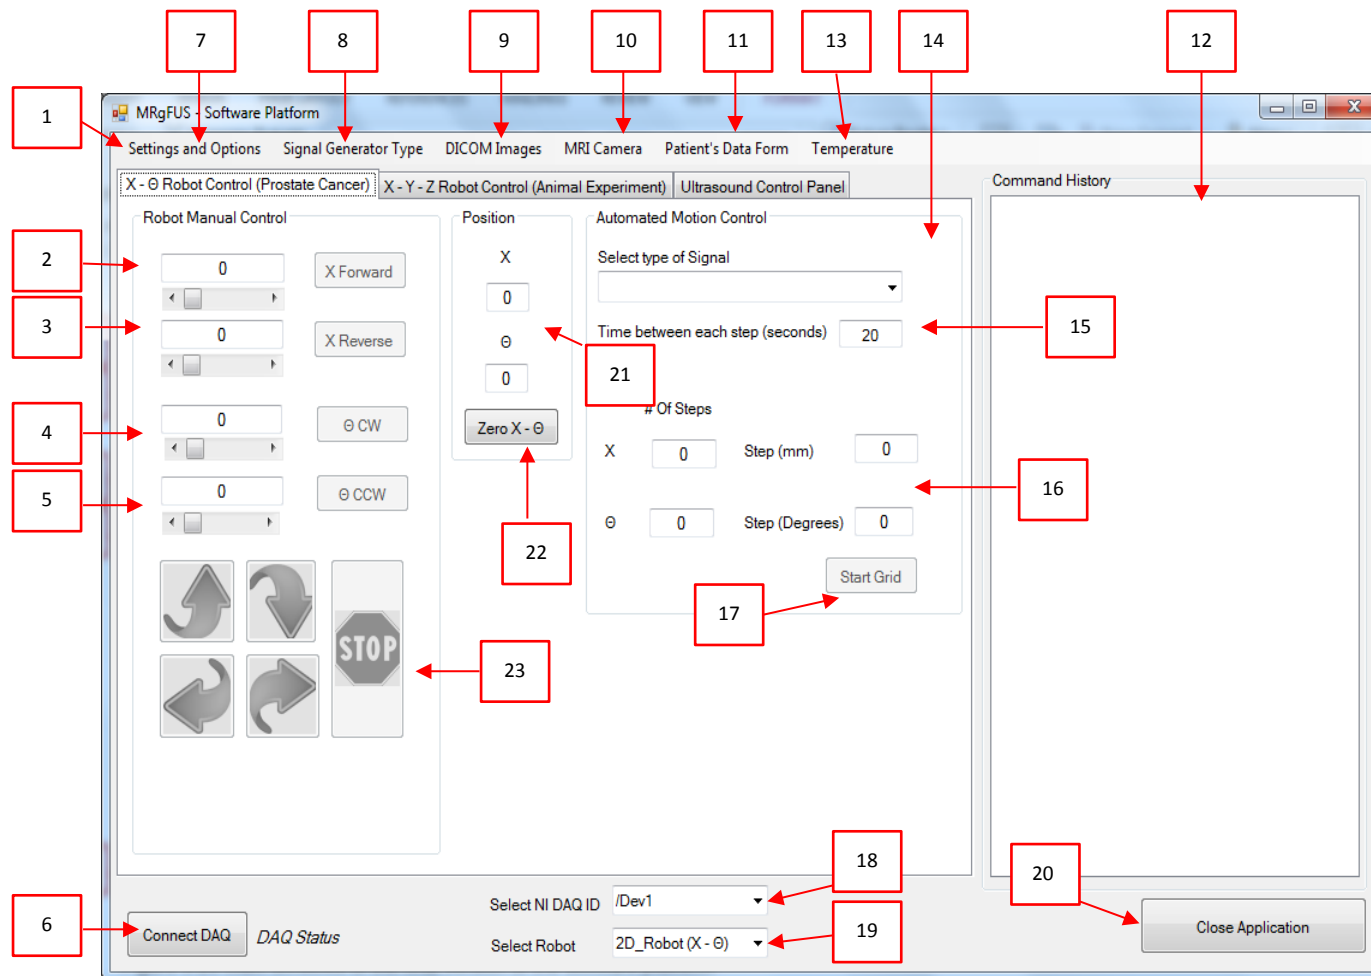 7 8 9 10 11 13 14 12
1
MRgFUS - Software Platform
Settings and Options Signal Generator Type DICOM Images MRI Camera Patient's Data Form Temperature
X - Θ Robot Control (Prostate Cancer) X - Y - Z Robot Control (Animal Experiment) Ultrasound Control Panel
Command History
Robot Manual Control
Position
Automated Motion Control
2
0
X Forward
X
0
Select type of Signal
3
0
X Reverse
Θ
0
Time between each step (seconds) 20
15
21
4
0
Θ CW
Zero X - Θ
# Of Steps
X 0 Step (mm) 0
5
0
Θ CCW
16
Θ 0 Step (Degrees) 0
22
Start Grid
17
STOP
23
18
Select NI DAQ ID /Dev1
20
6
Connect DAQ DAQ Status
Select Robot 2D_Robot (X - Θ)
19
Close Application